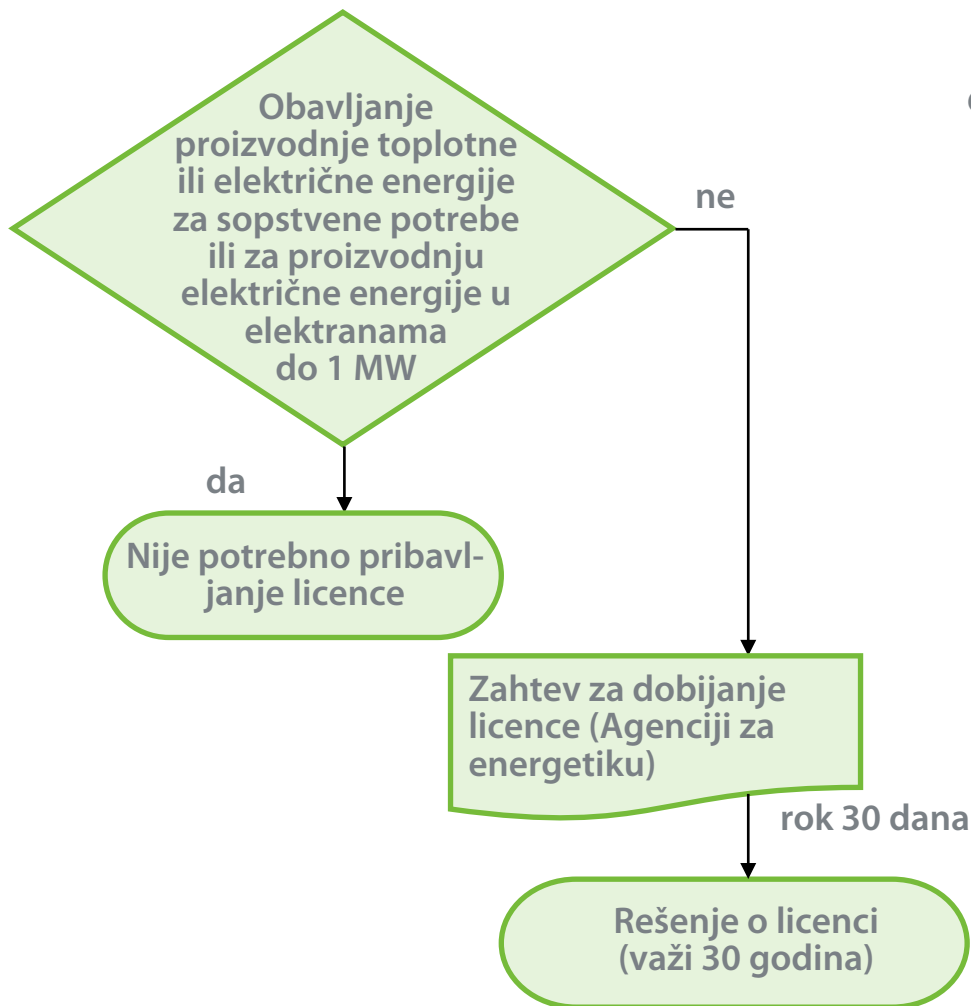 Obavljanje
proizvodnje toplotne
ili električne energije
za sopstvene potrebe
ili za proizvodnju
električne energije u
elektranama
do 1 MW
ne
da
Nije potrebno pribavl-
janje licence
Zahtev za dobijanje
licence (Agenciji za
energetiku)
rok 30 dana
Rešenje o licenci
(važi 30 godina)